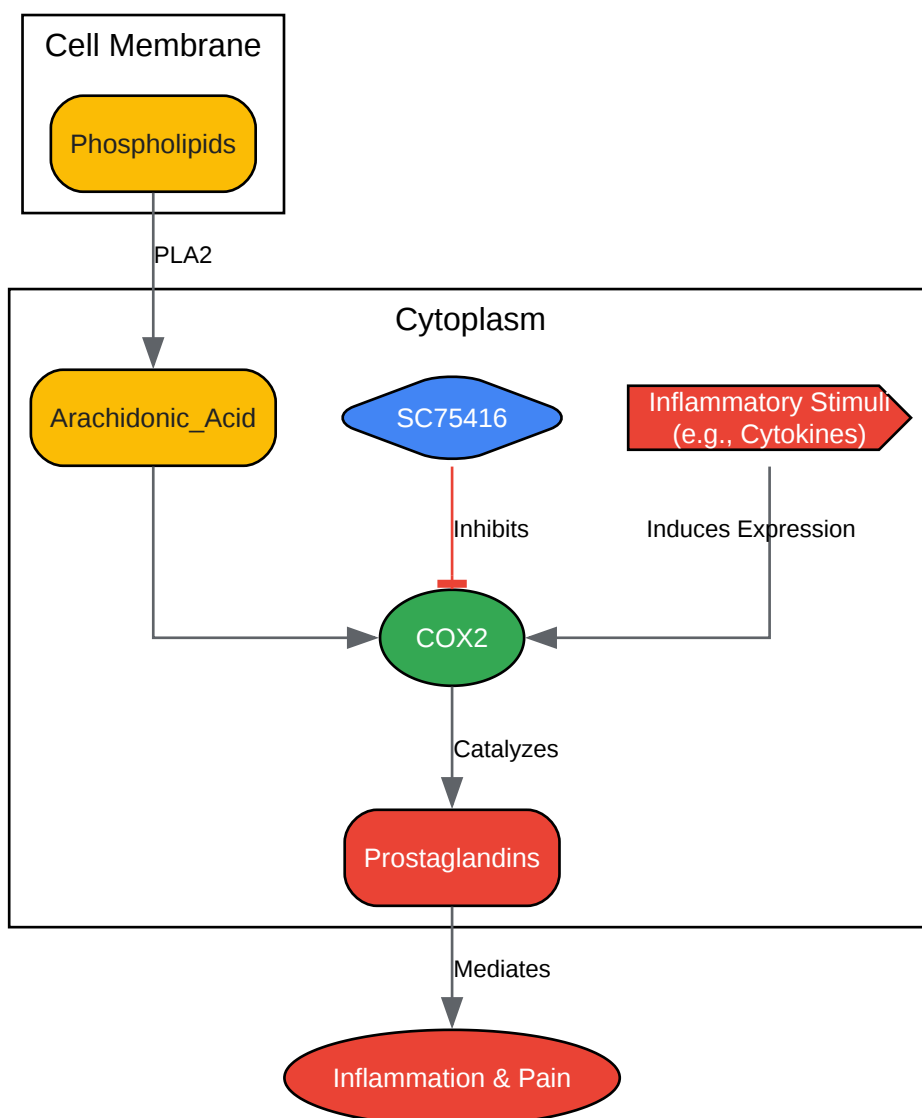 Cell Membrane
Phospholipids
PLA2
Cytoplasm
Arachidonic_Acid
SC75416
Inflammatory Stimuli
(e.g., Cytokines)
Inhibits
Induces Expression
COX2
Catalyzes
Prostaglandins
Mediates
Inflammation & Pain